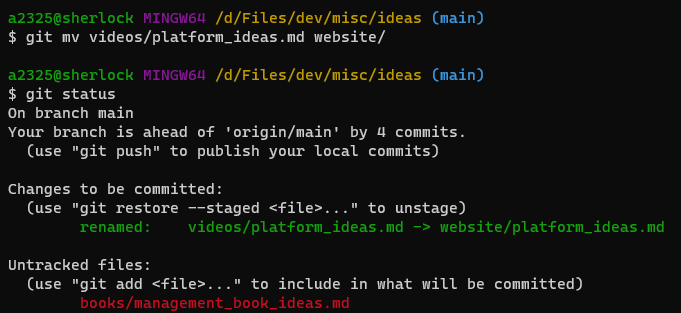 a2325@sherlock MINGW64 /d/Files/dev/misc/ideas (main)
$ git mv videos/platform_ideas.md website/

a2325@sherlock MINGW64 /d/Files/dev/misc/ideas (main)
$ git status
On branch main
Your branch is ahead of 'origin/main' by 4 commits.
  (use "git push" to publish your local commits)

Changes to be committed:
  (use "git restore --staged <file>..." to unstage)
        renamed:    videos/platform_ideas.md -> website/platform_ideas.md

Untracked files:
  (use "git add <file>..." to include in what will be committed)
        books/management_book_ideas.md